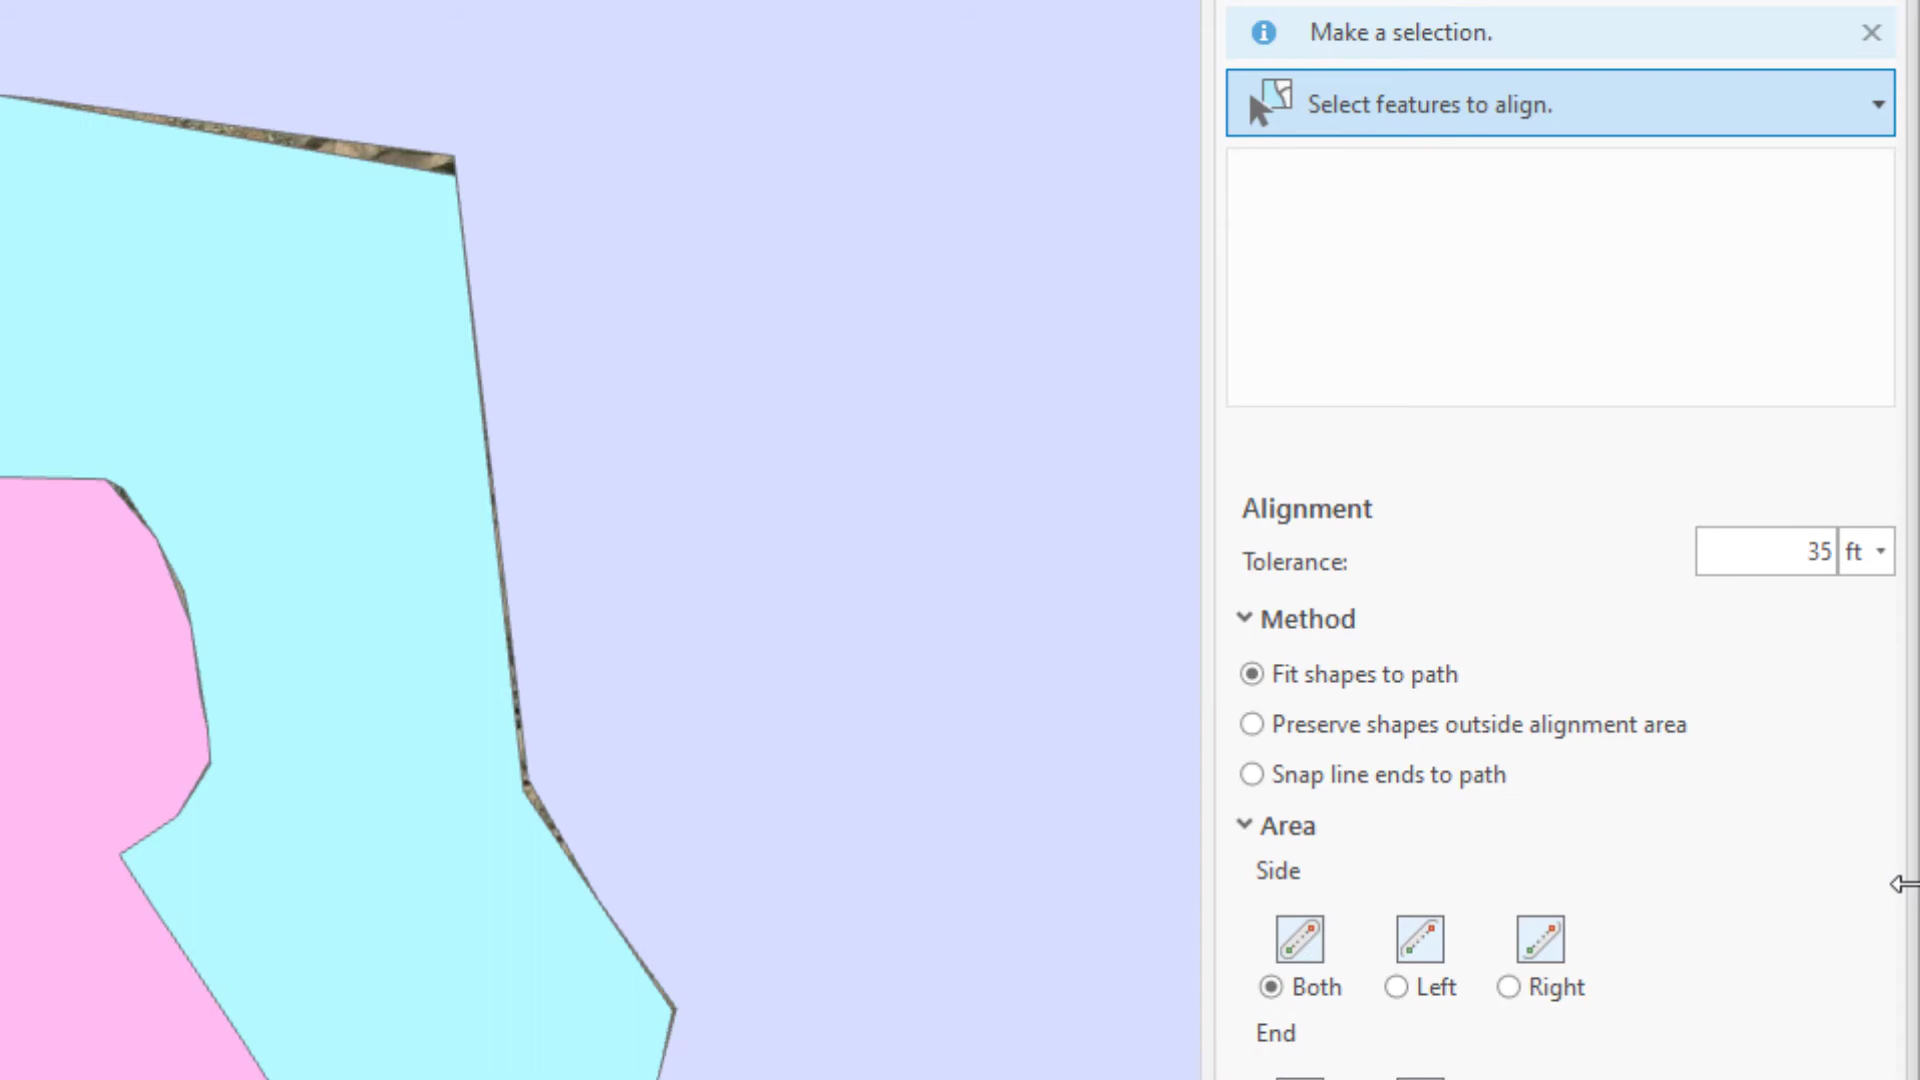 Make a selection.
Select features to align.
Alignment
Tolerance:
35 ft
Method
Fit shapes to path
Preserve shapes outside alignment area
Snap line ends to path
Area
Side
Both Left Right
End